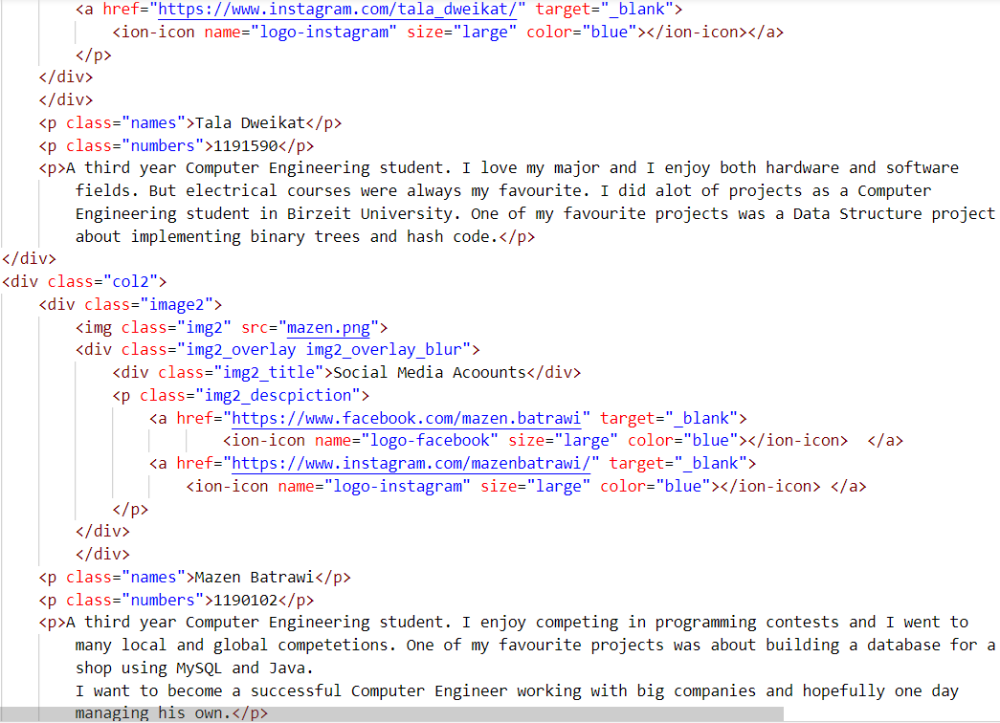 <a href="https://www.instagram.com/tala_dweikat/" target="_blank">
<ion-icon name="logo-instagram" size="large" color="blue"></ion-icon></a>
</p>
</div>
</div>
<p class="names">Tala Dweikat</p>
<p class="numbers">1191590</p>
<p>A third year Computer Engineering student. I love my major and I enjoy both hardware and software
fields. But electrical courses were always my favourite. I did alot of projects as a Computer
Engineering student in Birzeit University. One of my favourite projects was a Data Structure project
about implementing binary trees and hash code.</p>
</div>
<div class="col2">
<div class="image2">
<img class="img2" src="mazen.png">
<div class="img2_overlay img2_overlay_blur">
<div class="img2_title">Social Media Acoounts</div>
<p class="img2_descpiction">
<a href="https://www.facebook.com/mazen.batrawi" target="_blank">
<ion-icon name="logo-facebook" size="large" color="blue"></ion-icon>  </a>
<a href="https://www.instagram.com/mazenbatrawi/" target="_blank">
<ion-icon name="logo-instagram" size="large" color="blue"></ion-icon> </a>
</p>
</div>
</div>
<p class="names">Mazen Batrawi</p>
<p class="numbers">1190102</p>
<p>A third year Computer Engineering student. I enjoy competing in programming contests and I went to
many local and global competetions. One of my favourite projects was about building a database for a
shop using MySQL and Java.
I want to become a successful Computer Engineer working with big companies and hopefully one day
managing his own.</p>